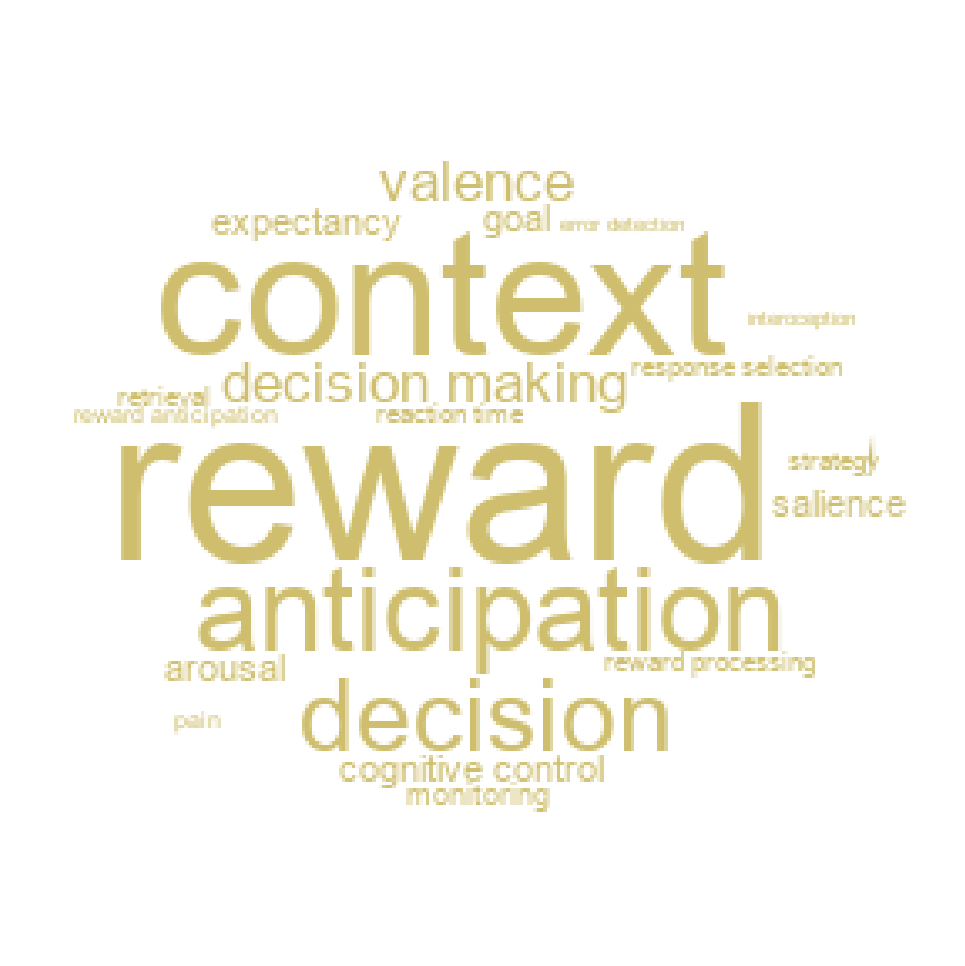 valence
expectancy
goal
error detection
context
interoception
decision making
response selection
retrieval
reward anticipation
reaction time
reward
strategy
salience
anticipation
arousal
reward processing
decision
pain
cognitive control
monitoring